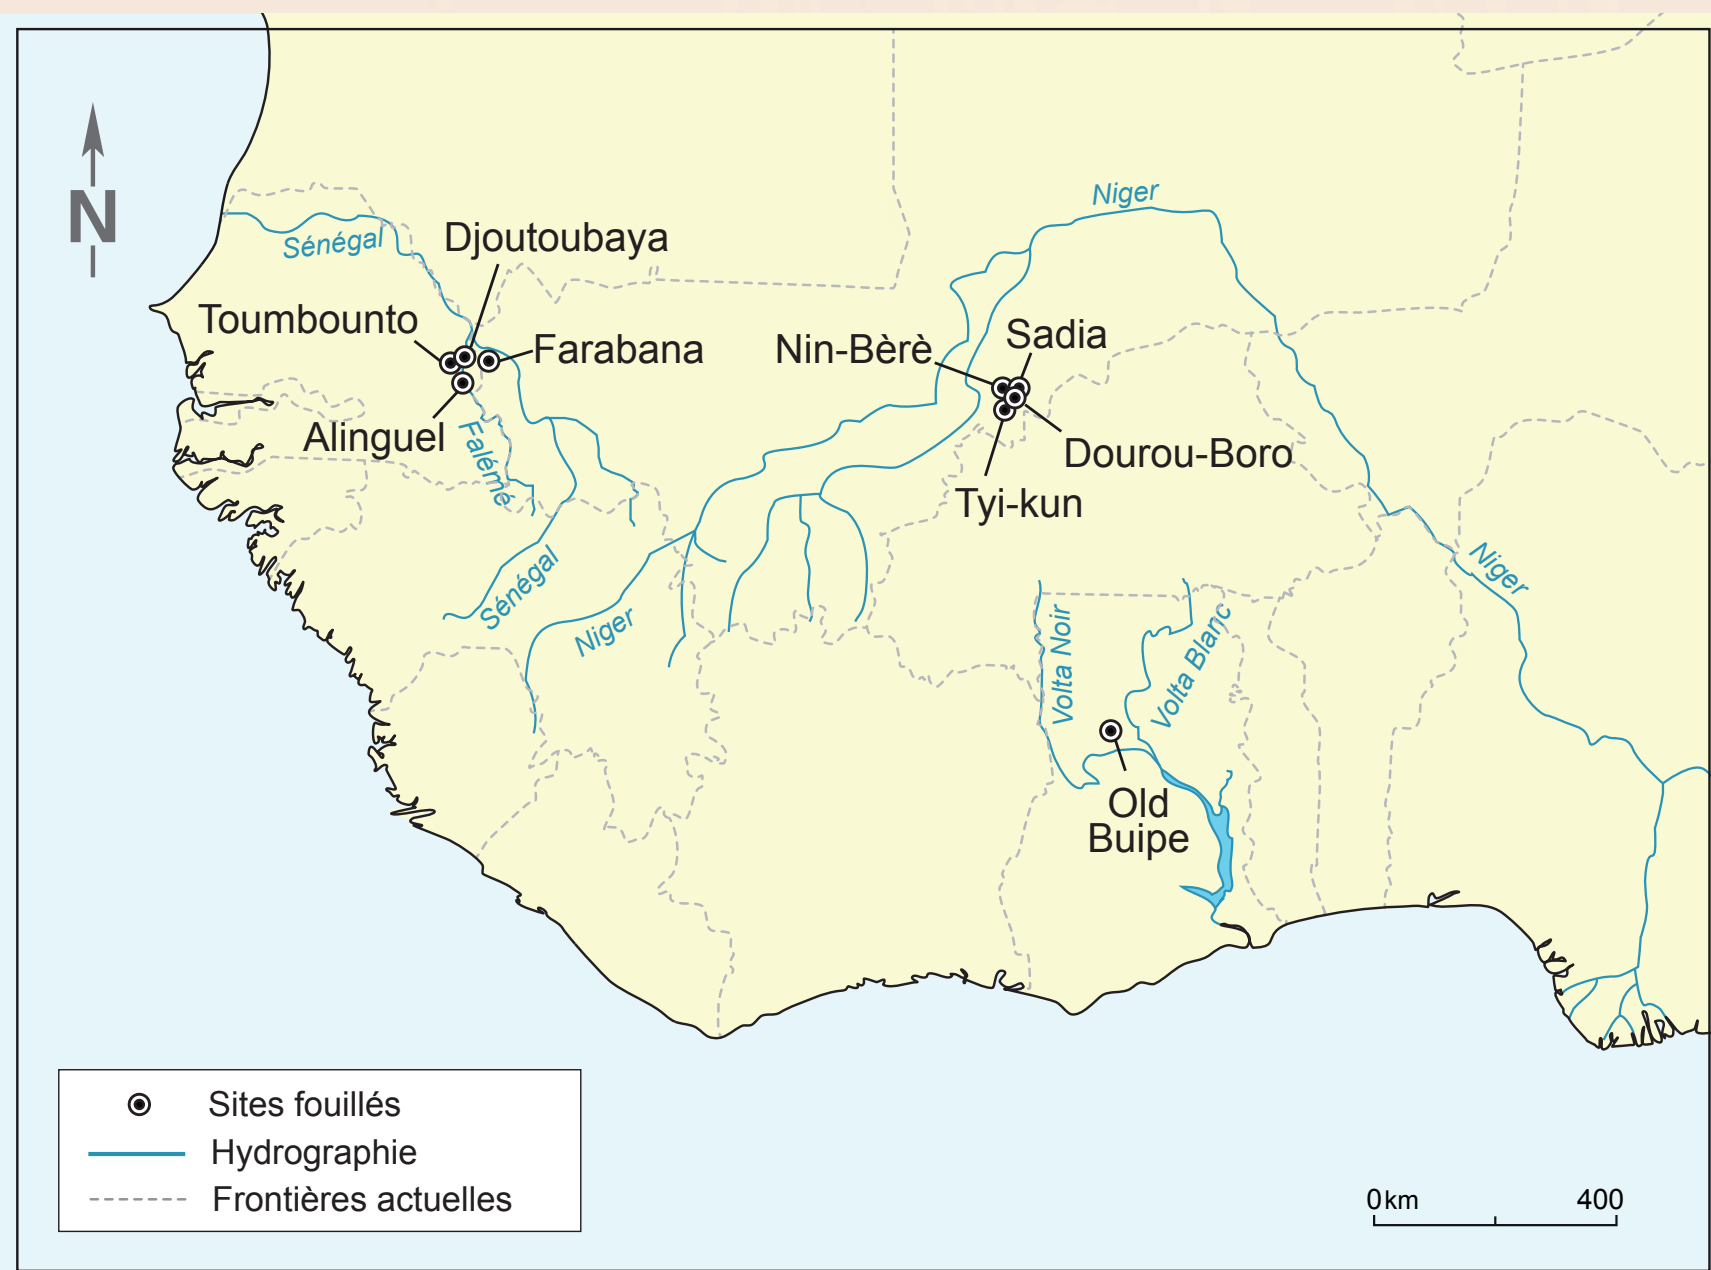 N
Niger
Sénégal
Djoutoubaya
Toumbounto
Farabana
Nin-Bèrè
Sadia
Alinguel
Falémé
Dourou-Boro
Tyi-kun
Sénégal
Niger
Niger
Volta Noir
Volta Blanc
Old
Buipe
Sites fouillés
Hydrographie
Frontières actuelles
0 km 400